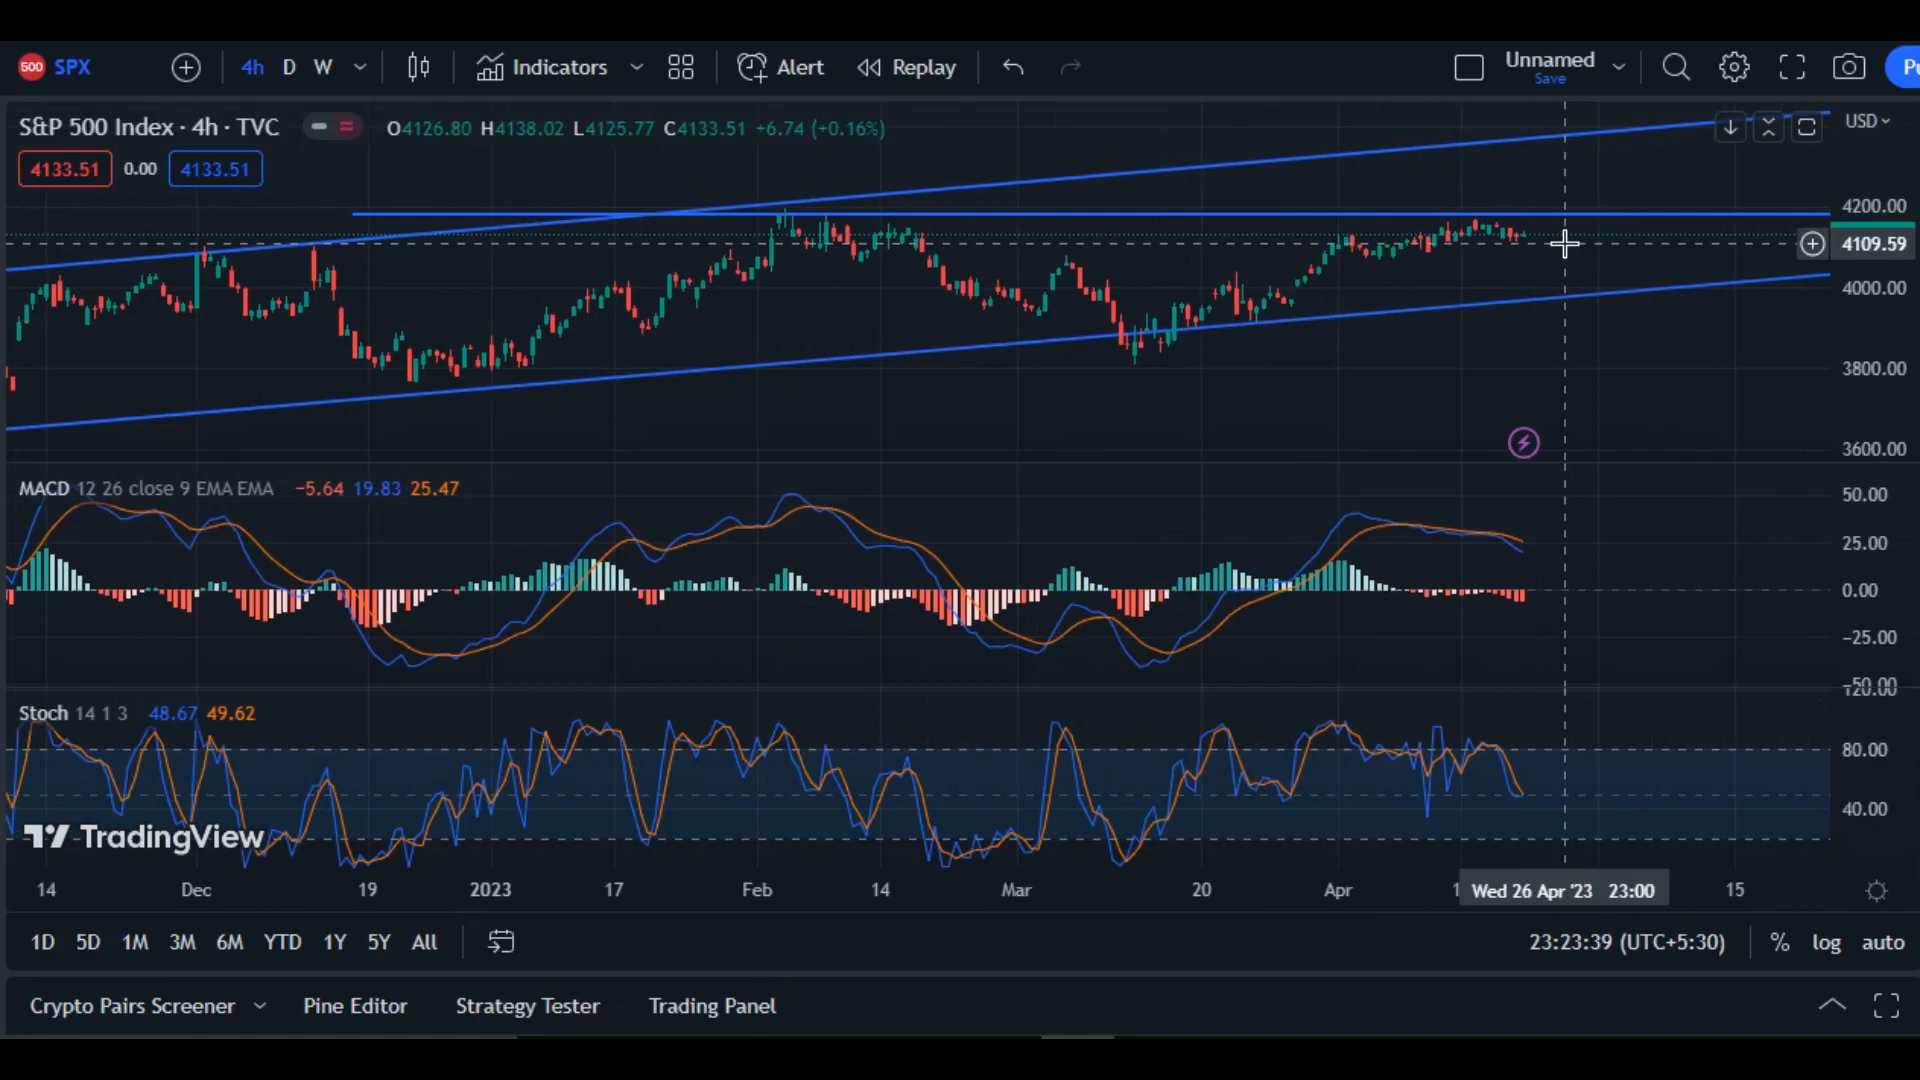 500 SPX 4h D W Indicators Alert Replay Unnamed
Save
S&P 500 Index · 4h · TVC O4126.80 H4138.02 L4125.77 C4133.51 +6.74 (+0.16%) USD
4133.51 0.00 4133.51
4200.00
4109.59
4000.00
3800.00
3600.00
MACD 12 26 close 9 EMA EMA −5.64 19.83 25.47
50.00
25.00
0.00
−25.00
−50.00
120.00
Stoch 14 1 3 48.67 49.62
80.00
40.00
TradingView
14 Dec 19 2023 17 Feb 14 Mar 20 Apr Wed 26 Apr '23 23:00 15
1D 5D 1M 3M 6M YTD 1Y 5Y All 23:23:39 (UTC+5:30) % log auto
Crypto Pairs Screener Pine Editor Strategy Tester Trading Panel